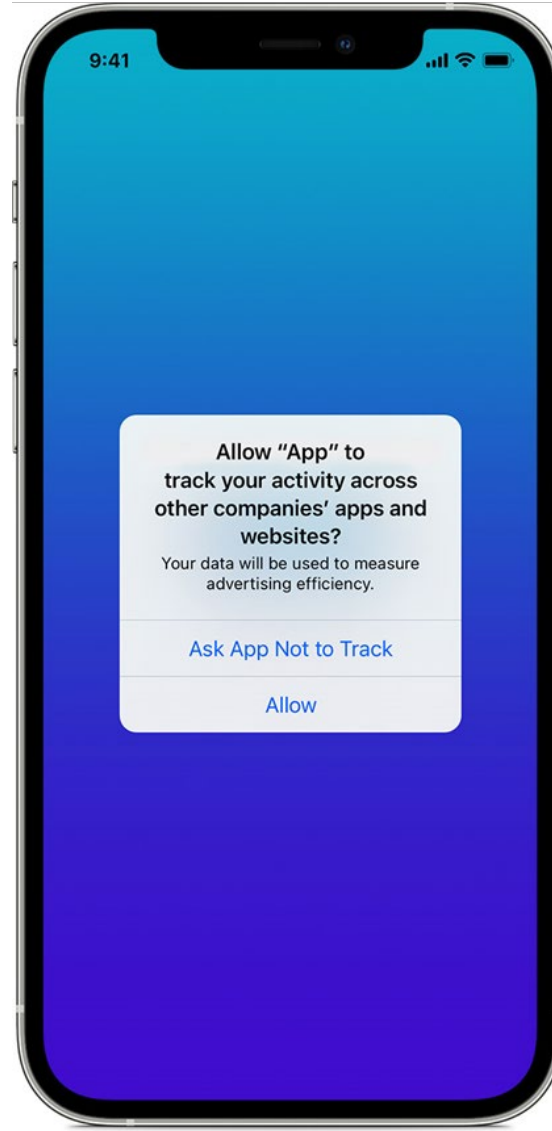 9:41
Allow "App" to
track your activity across
other companies' apps and
websites?
Your data will be used to measure
advertising efficiency.
Ask App Not to Track
Allow